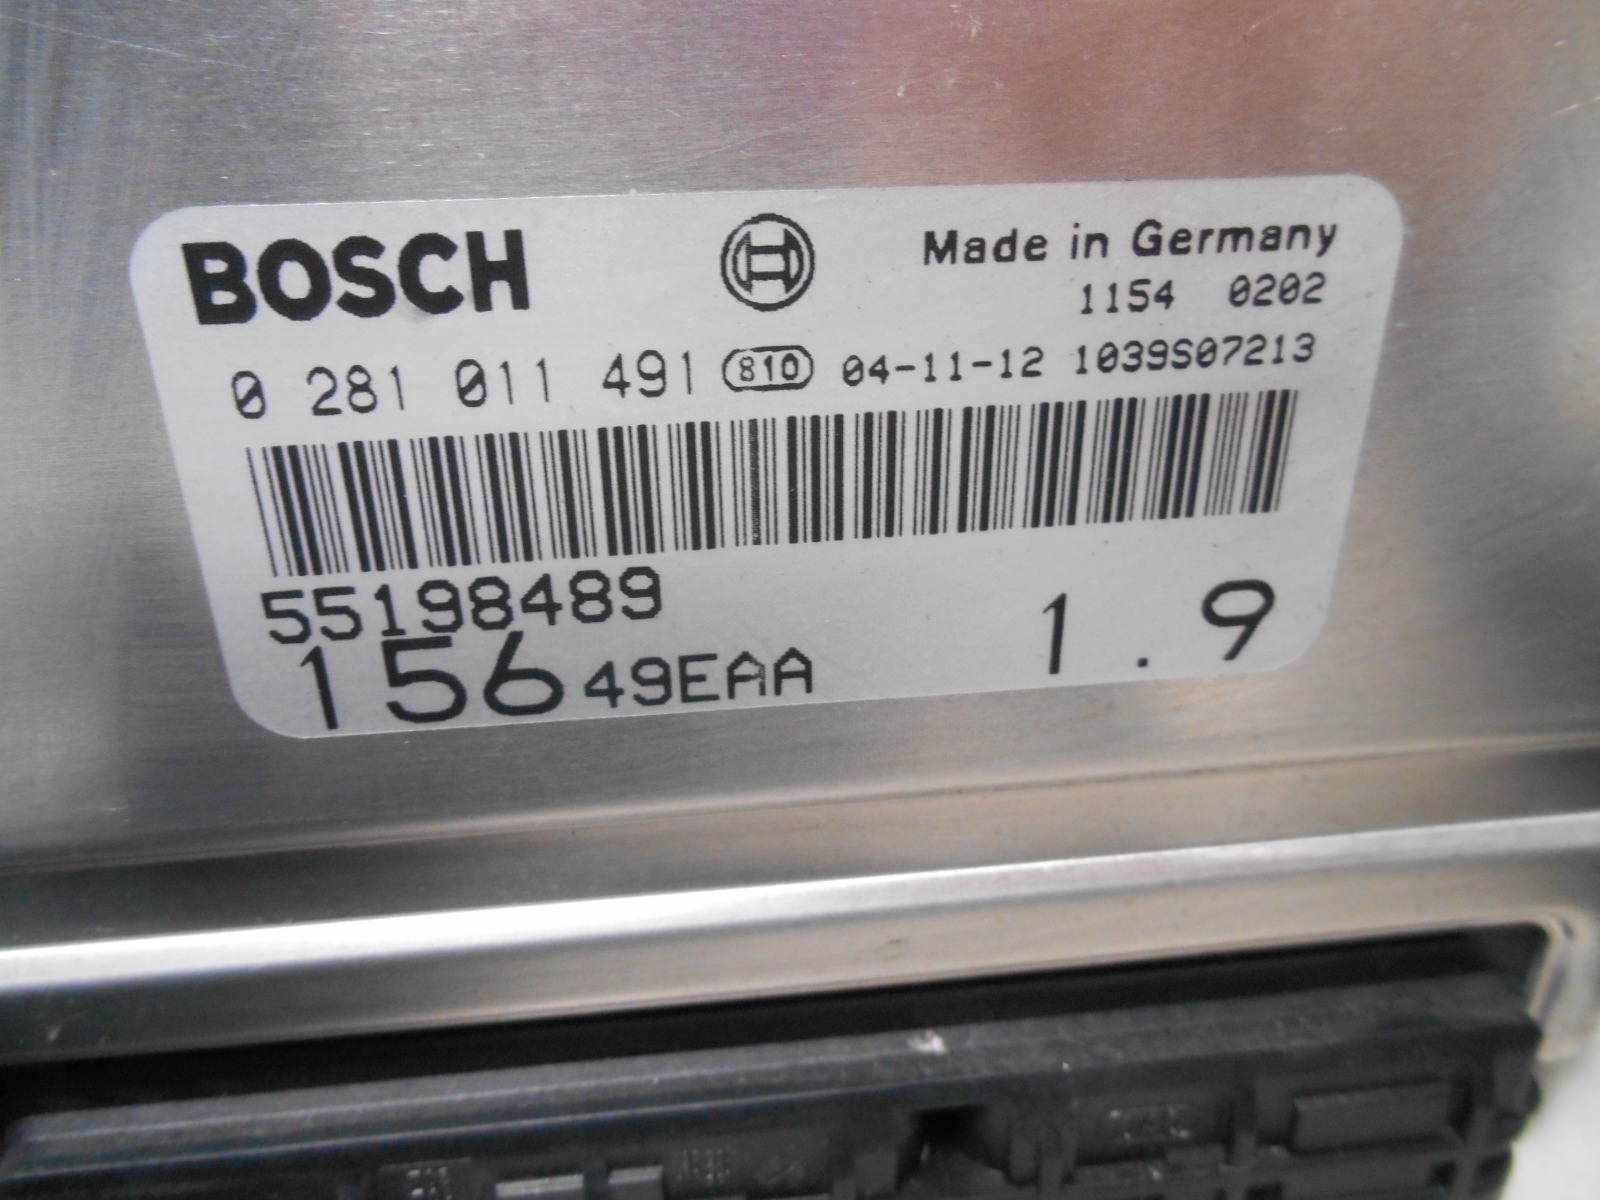 BOSCH Made in Germany
1154 0202
0 281 011 491 810 04-11-12 1039S07213
55198489
156 49EAA 1.9